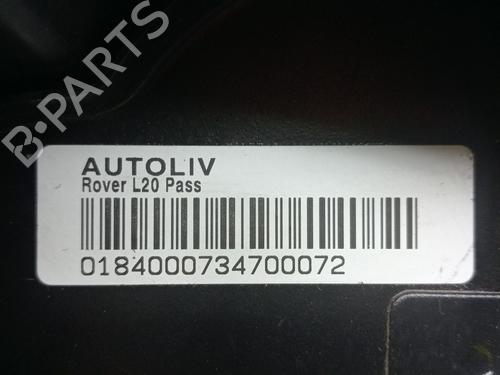 B-PARTS
AUTOLIV
Rover L20 Pass
0184000734700072